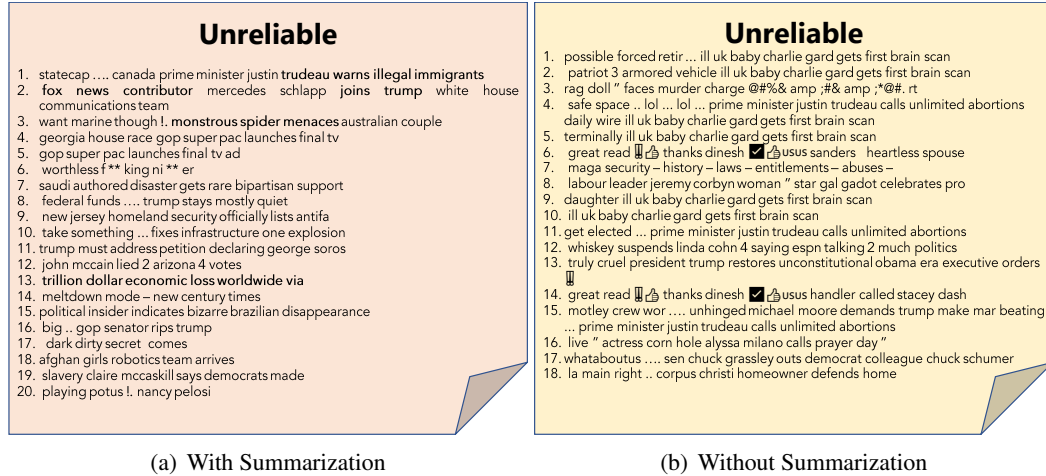 Unreliable
1. statecap .... canada prime minister justin trudeau warns illegal immigrants
2. fox news contributor mercedes schlapp joins trump white house
communications team
3. want marine though !. monstrous spider menaces australian couple
4. georgia house race gop super pac launches final tv
5. gop super pac launches final tv ad
6. worthless f ** king ni ** er
7. saudi authored disaster gets rare bipartisan support
8. federal funds .... trump stays mostly quiet
9. new jersey homeland security officially lists antifa
10. take something ... fixes infrastructure one explosion
11. trump must address petition declaring george soros
12. john mccain lied 2 arizona 4 votes
13. trillion dollar economic loss worldwide via
14. meltdown mode – new century times
15. political insider indicates bizarre brazilian disappearance
16. big .. gop senator rips trump
17. dark dirty secret comes
18. afghan girls robotics team arrives
19. slavery claire mccaskill says democrats made
20. playing potus !. nancy pelosi
(a) With Summarization
Unreliable
1. possible forced retir ... ill uk baby charlie gard gets first brain scan
2. patriot 3 armored vehicle ill uk baby charlie gard gets first brain scan
3. rag doll " faces murder charge @#%& amp ;#& amp ;*@#. rt
4. safe space .. lol ... lol ... prime minister justin trudeau calls unlimited abortions
daily wire ill uk baby charlie gard gets first brain scan
5. terminally ill uk baby charlie gard gets first brain scan
6. great read ‼👍 thanks dinesh ☑👍USUS sanders heartless spouse
7. maga security – history – laws – entitlements – abuses –
8. labour leader jeremy corbyn woman " star gal gadot celebrates pro
9. daughter ill uk baby charlie gard gets first brain scan
10. ill uk baby charlie gard gets first brain scan
11. get elected ... prime minister justin trudeau calls unlimited abortions
12. whiskey suspends linda cohn 4 saying espn talking 2 much politics
13. truly cruel president trump restores unconstitutional obama era executive orders
‼
14. great read ‼👍 thanks dinesh ☑👍USUS handler called stacey dash
15. motley crew wor .... unhinged michael moore demands trump make mar beating
... prime minister justin trudeau calls unlimited abortions
16. live " actress corn hole alyssa milano calls prayer day "
17. whataboutus .... sen chuck grassley outs democrat colleague chuck schumer
18. la main right .. corpus christi homeowner defends home
(b) Without Summarization